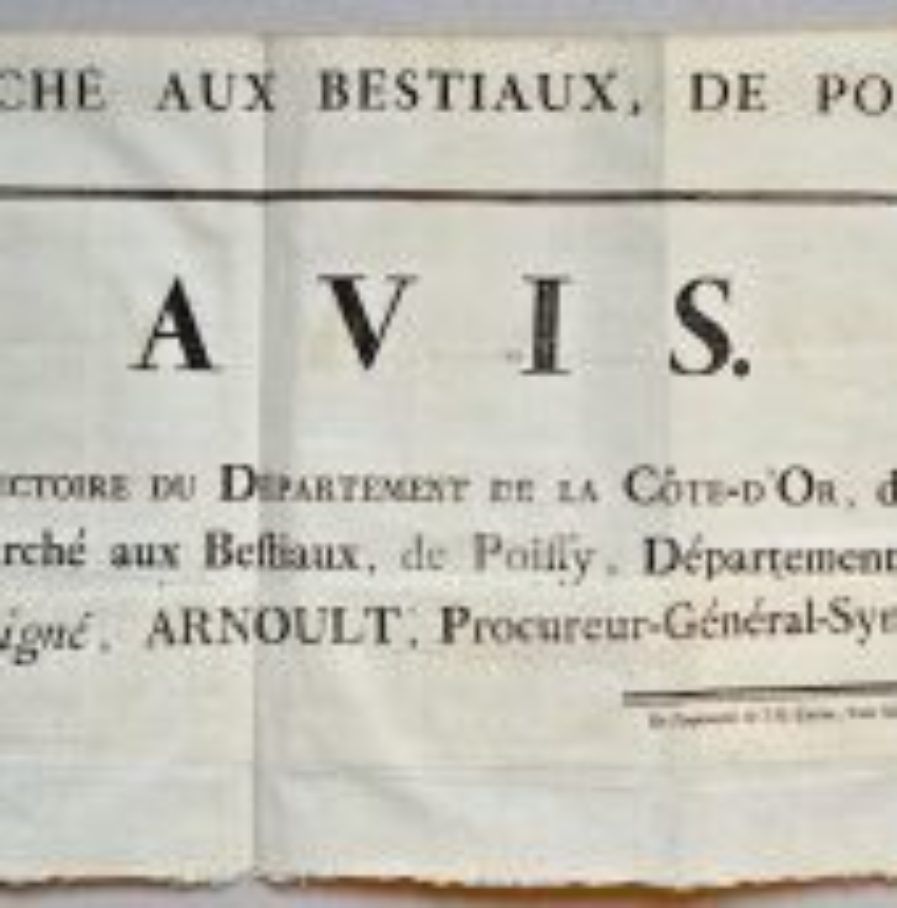 CHÉ AUX BESTIAUX, DE PO
AVIS.
ECTOIRE DU DÉPARTEMENT DE LA CÔTE-D'OR, d
rché aux Beſtiaux, de Poiſſy, Département
igné, ARNOULT, Procureur-Général-Syn